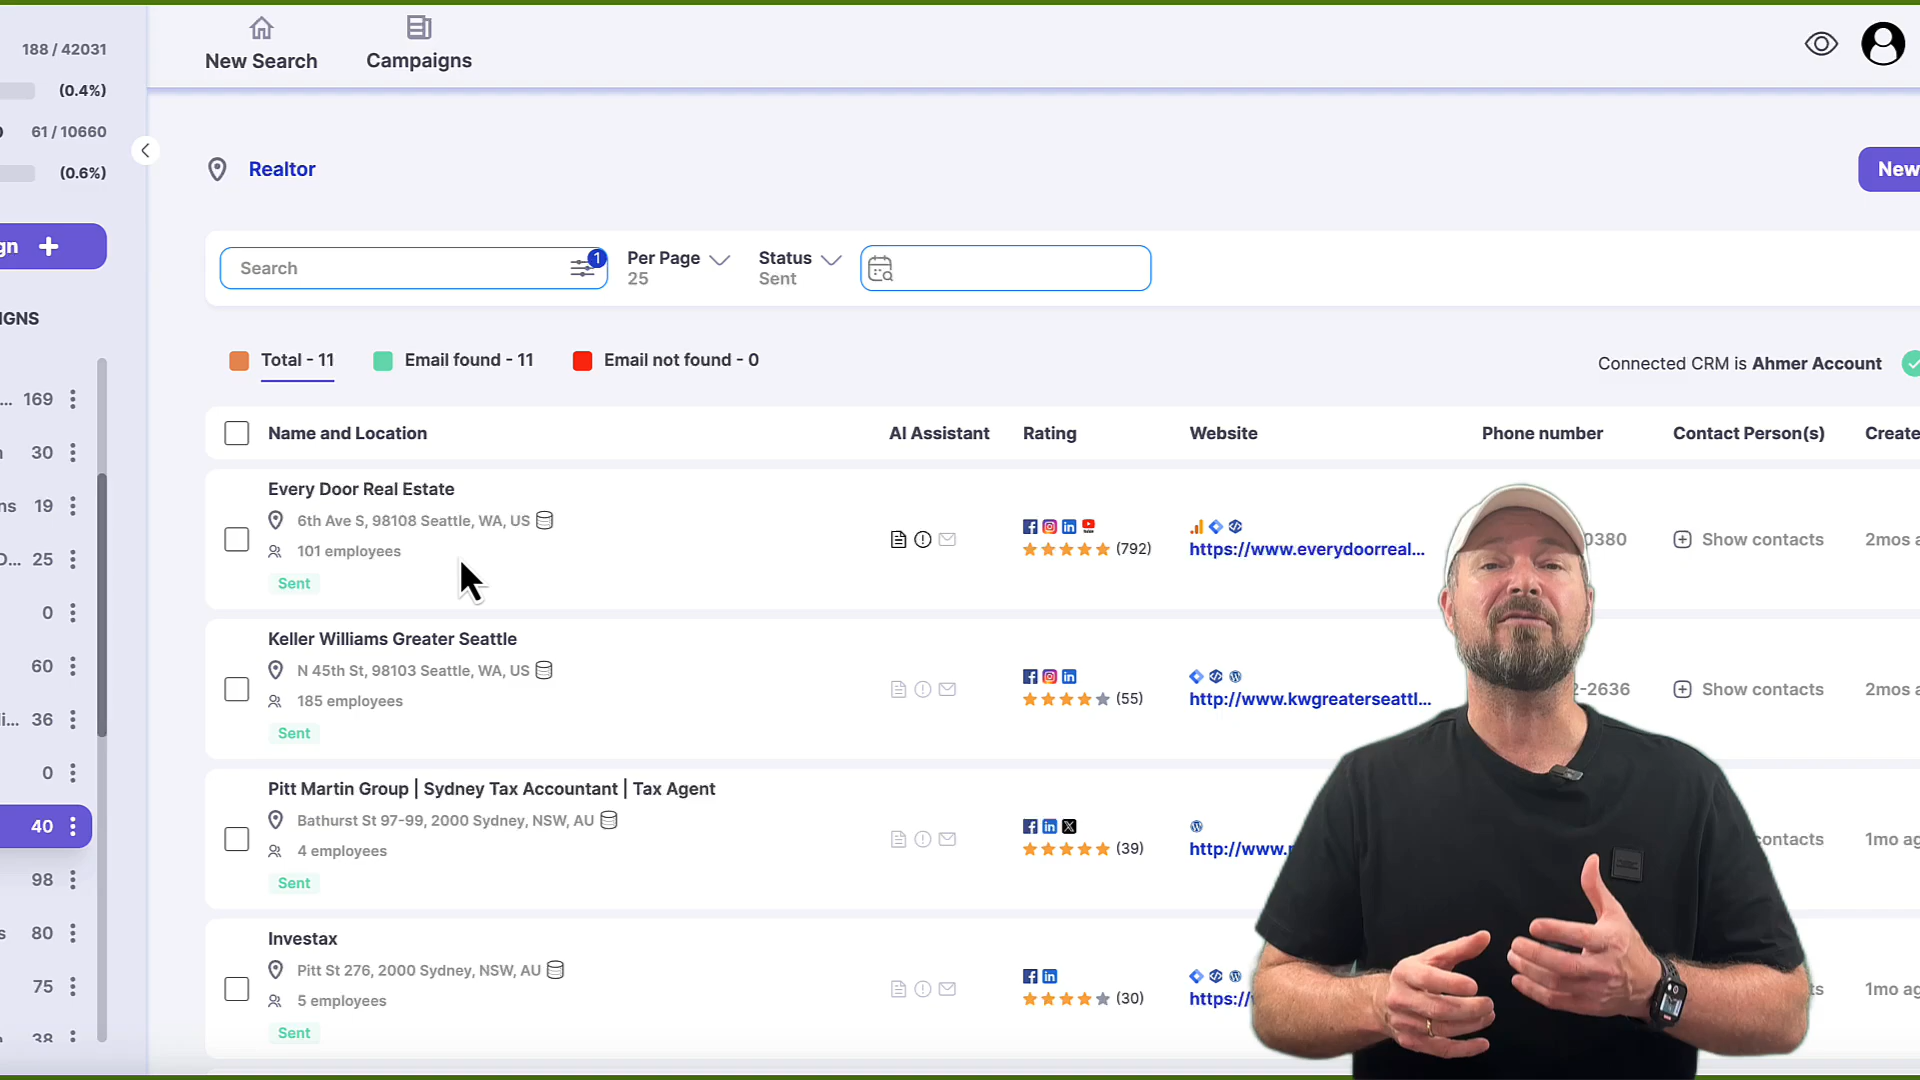 188 / 42031
(0.4%)
61 / 10660
(0.6%)
gn +
IGNS
... 169
30
ns 19
D... 25
0
60
li... 36
0
40
98
s 80
75
38
New Search
Campaigns
Realtor
New
Search
1
Per Page
25
Status
Sent
Total - 11
Email found - 11
Email not found - 0
Connected CRM is Ahmer Account
Name and Location
AI Assistant
Rating
Website
Phone number
Contact Person(s)
Create
Every Door Real Estate
6th Ave S, 98108 Seattle, WA, US
101 employees
Sent
(792)
https://www.everydoorreal...
0380
Show contacts
2mos a
Keller Williams Greater Seattle
N 45th St, 98103 Seattle, WA, US
185 employees
Sent
(55)
http://www.kwgreaterseattl...
2-2636
Show contacts
2mos a
Pitt Martin Group | Sydney Tax Accountant | Tax Agent
Bathurst St 97-99, 2000 Sydney, NSW, AU
4 employees
Sent
(39)
http://www.
contacts
1mo ag
Investax
Pitt St 276, 2000 Sydney, NSW, AU
5 employees
Sent
(30)
https://
ts
1mo ag